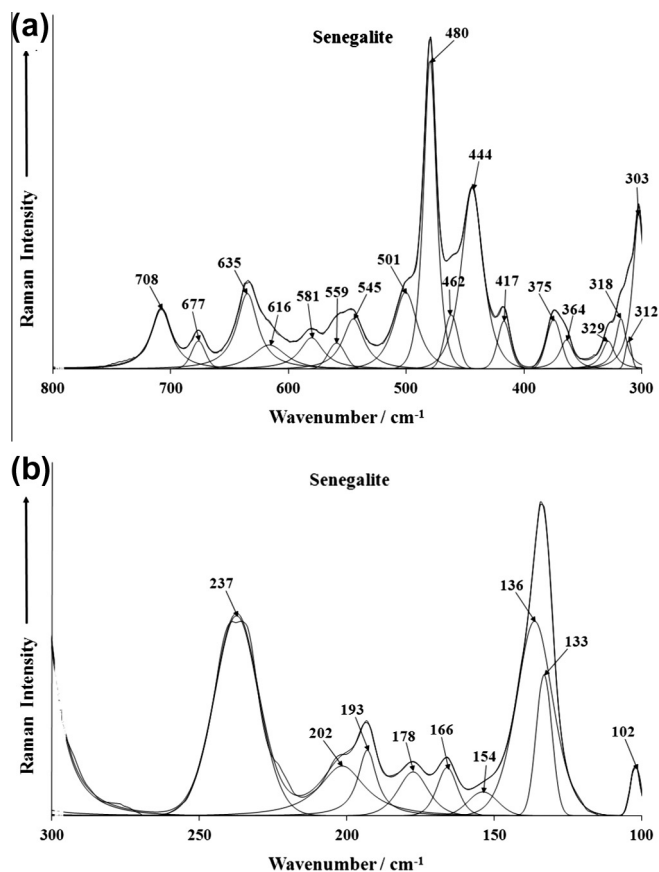 (a)
Senegalite
480
444
303
635
708
501
545
559
581
616
677
462
417
375
318
364
329
312
Raman Intensity
800 700 600 500 400 300
Wavenumber / cm-1
(b)
Senegalite
237
136
133
193
202
178
166
154
102
Raman Intensity
300 250 200 150 100
Wavenumber / cm-1